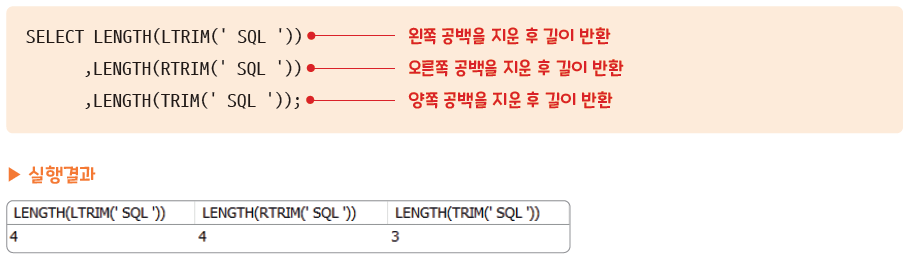 SELECT LENGTH(LTRIM(' SQL ')) 왼쪽 공백을 지운 후 길이 반환
,LENGTH(RTRIM(' SQL ')) 오른쪽 공백을 지운 후 길이 반환
,LENGTH(TRIM(' SQL ')); 양쪽 공백을 지운 후 길이 반환
▶ 실행결과
LENGTH(LTRIM(' SQL ')) LENGTH(RTRIM(' SQL ')) LENGTH(TRIM(' SQL '))
4 4 3